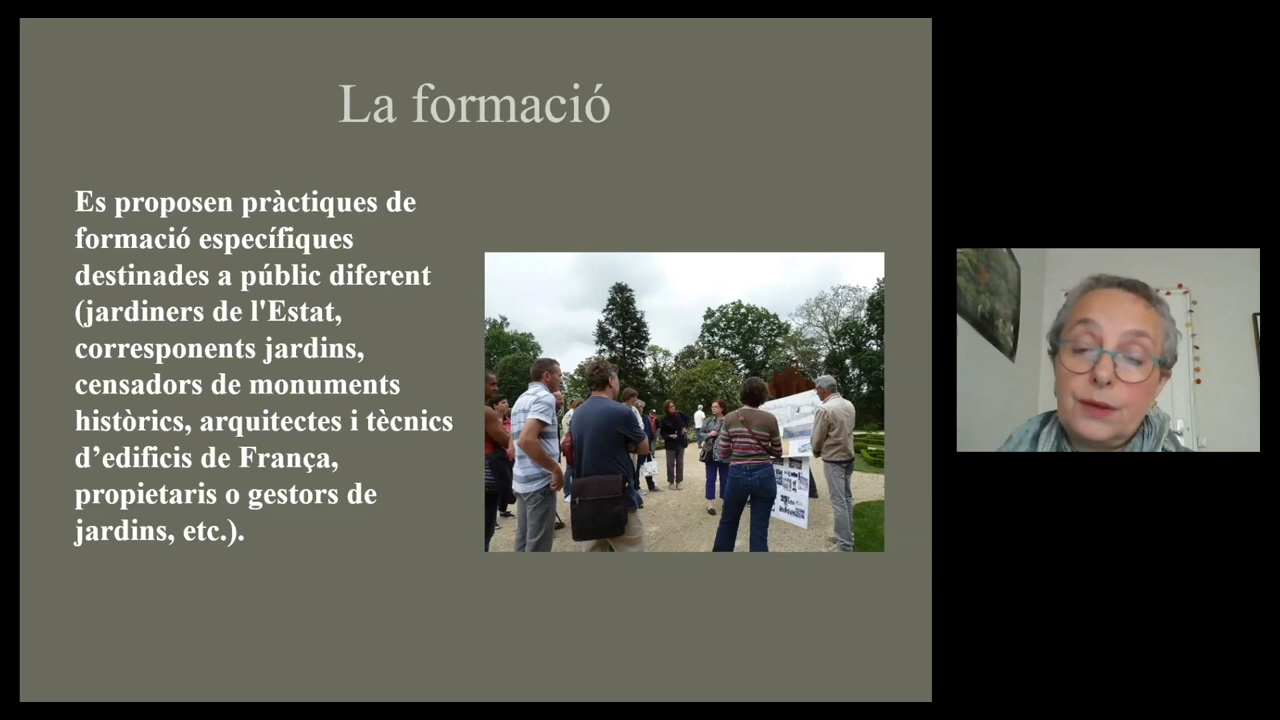 La formació
Es proposen pràctiques de
formació específiques
destinades a públic diferent
(jardiners de l'Estat,
corresponents jardins,
censadors de monuments
històrics, arquitectes i tècnics
d’edificis de França,
propietaris o gestors de
jardins, etc.).